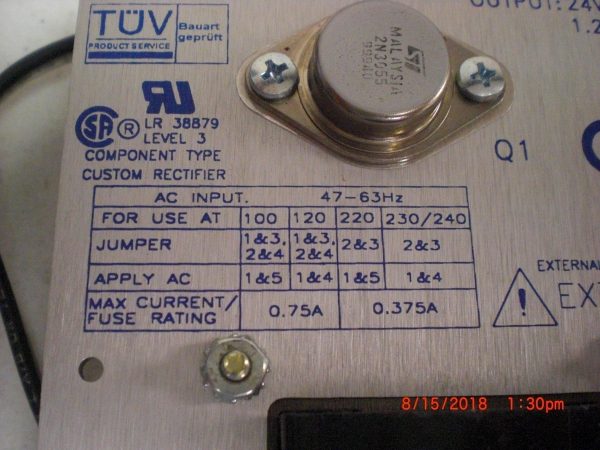 TÜV
PRODUCT SERVICE
Bauart
geprüft
OUTPUT: 24V
1.2
MALAYSIA
2N3055
ST
Q1
SA
®
LR 38879
LEVEL 3
COMPONENT TYPE
CUSTOM RECTIFIER
AC INPUT. 47-63Hz
FOR USE AT 100 120 220 230/240
JUMPER 1&3, 2&4 1&3, 2&4 2&3 2&3
APPLY AC 1&5 1&4 1&5 1&4
MAX CURRENT/ FUSE RATING 0.75A 0.375A
EXTERNAL
EXT
8/15/2018 1:30pm